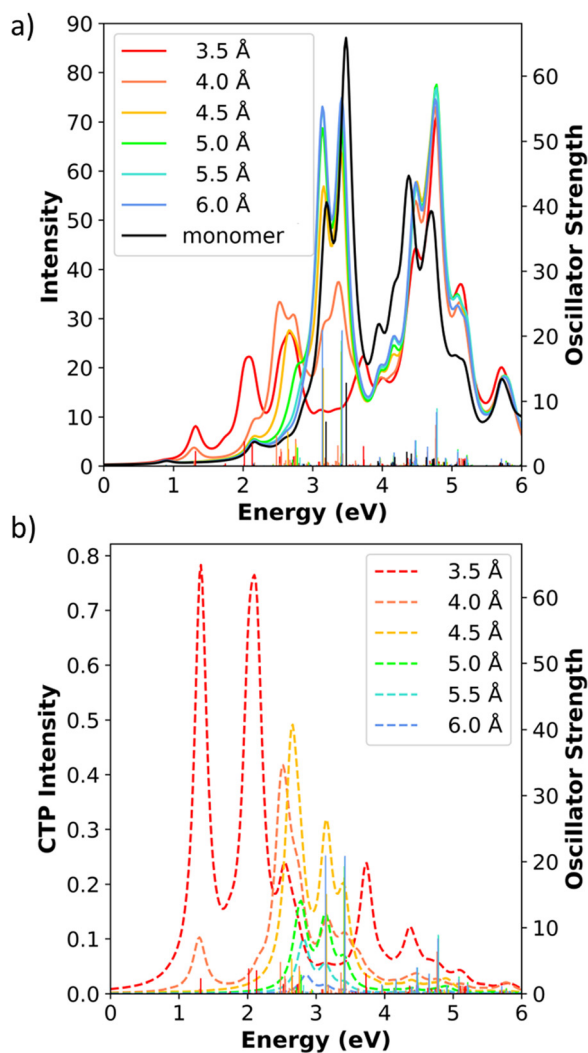 a)
90
80
70
60
50
40
30
20
10
0
Intensity
3.5 Å
4.0 Å
4.5 Å
5.0 Å
5.5 Å
6.0 Å
monomer
60
50
40
30
20
10
0
Oscillator Strength
0 1 2 3 4 5 6
Energy (eV)
b)
0.8
0.7
0.6
0.5
0.4
0.3
0.2
0.1
0.0
CTP Intensity
3.5 Å
4.0 Å
4.5 Å
5.0 Å
5.5 Å
6.0 Å
60
50
40
30
20
10
0
Oscillator Strength
0 1 2 3 4 5 6
Energy (eV)